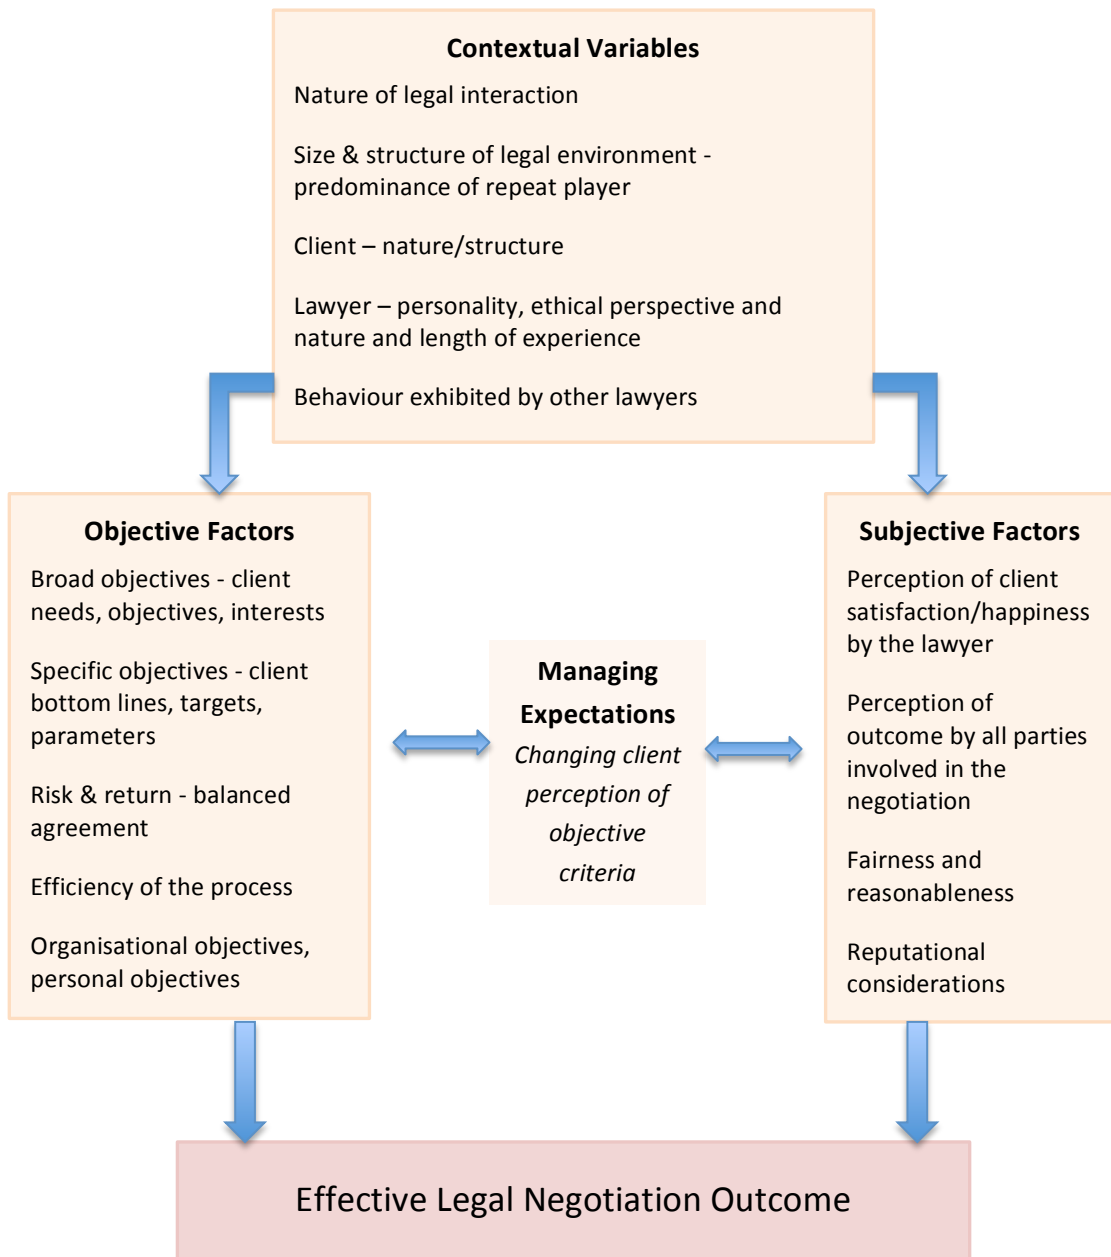 Contextual Variables
Nature of legal interaction
Size & structure of legal environment -
predominance of repeat player
Client – nature/structure
Lawyer – personality, ethical perspective and
nature and length of experience
Behaviour exhibited by other lawyers
Objective Factors
Broad objectives - client
needs, objectives, interests
Specific objectives - client
bottom lines, targets,
parameters
Risk & return - balanced
agreement
Efficiency of the process
Organisational objectives,
personal objectives
Managing
Expectations
Changing client
perception of
objective
criteria
Subjective Factors
Perception of client
satisfaction/happiness
by the lawyer
Perception of
outcome by all parties
involved in the
negotiation
Fairness and
reasonableness
Reputational
considerations
Effective Legal Negotiation Outcome